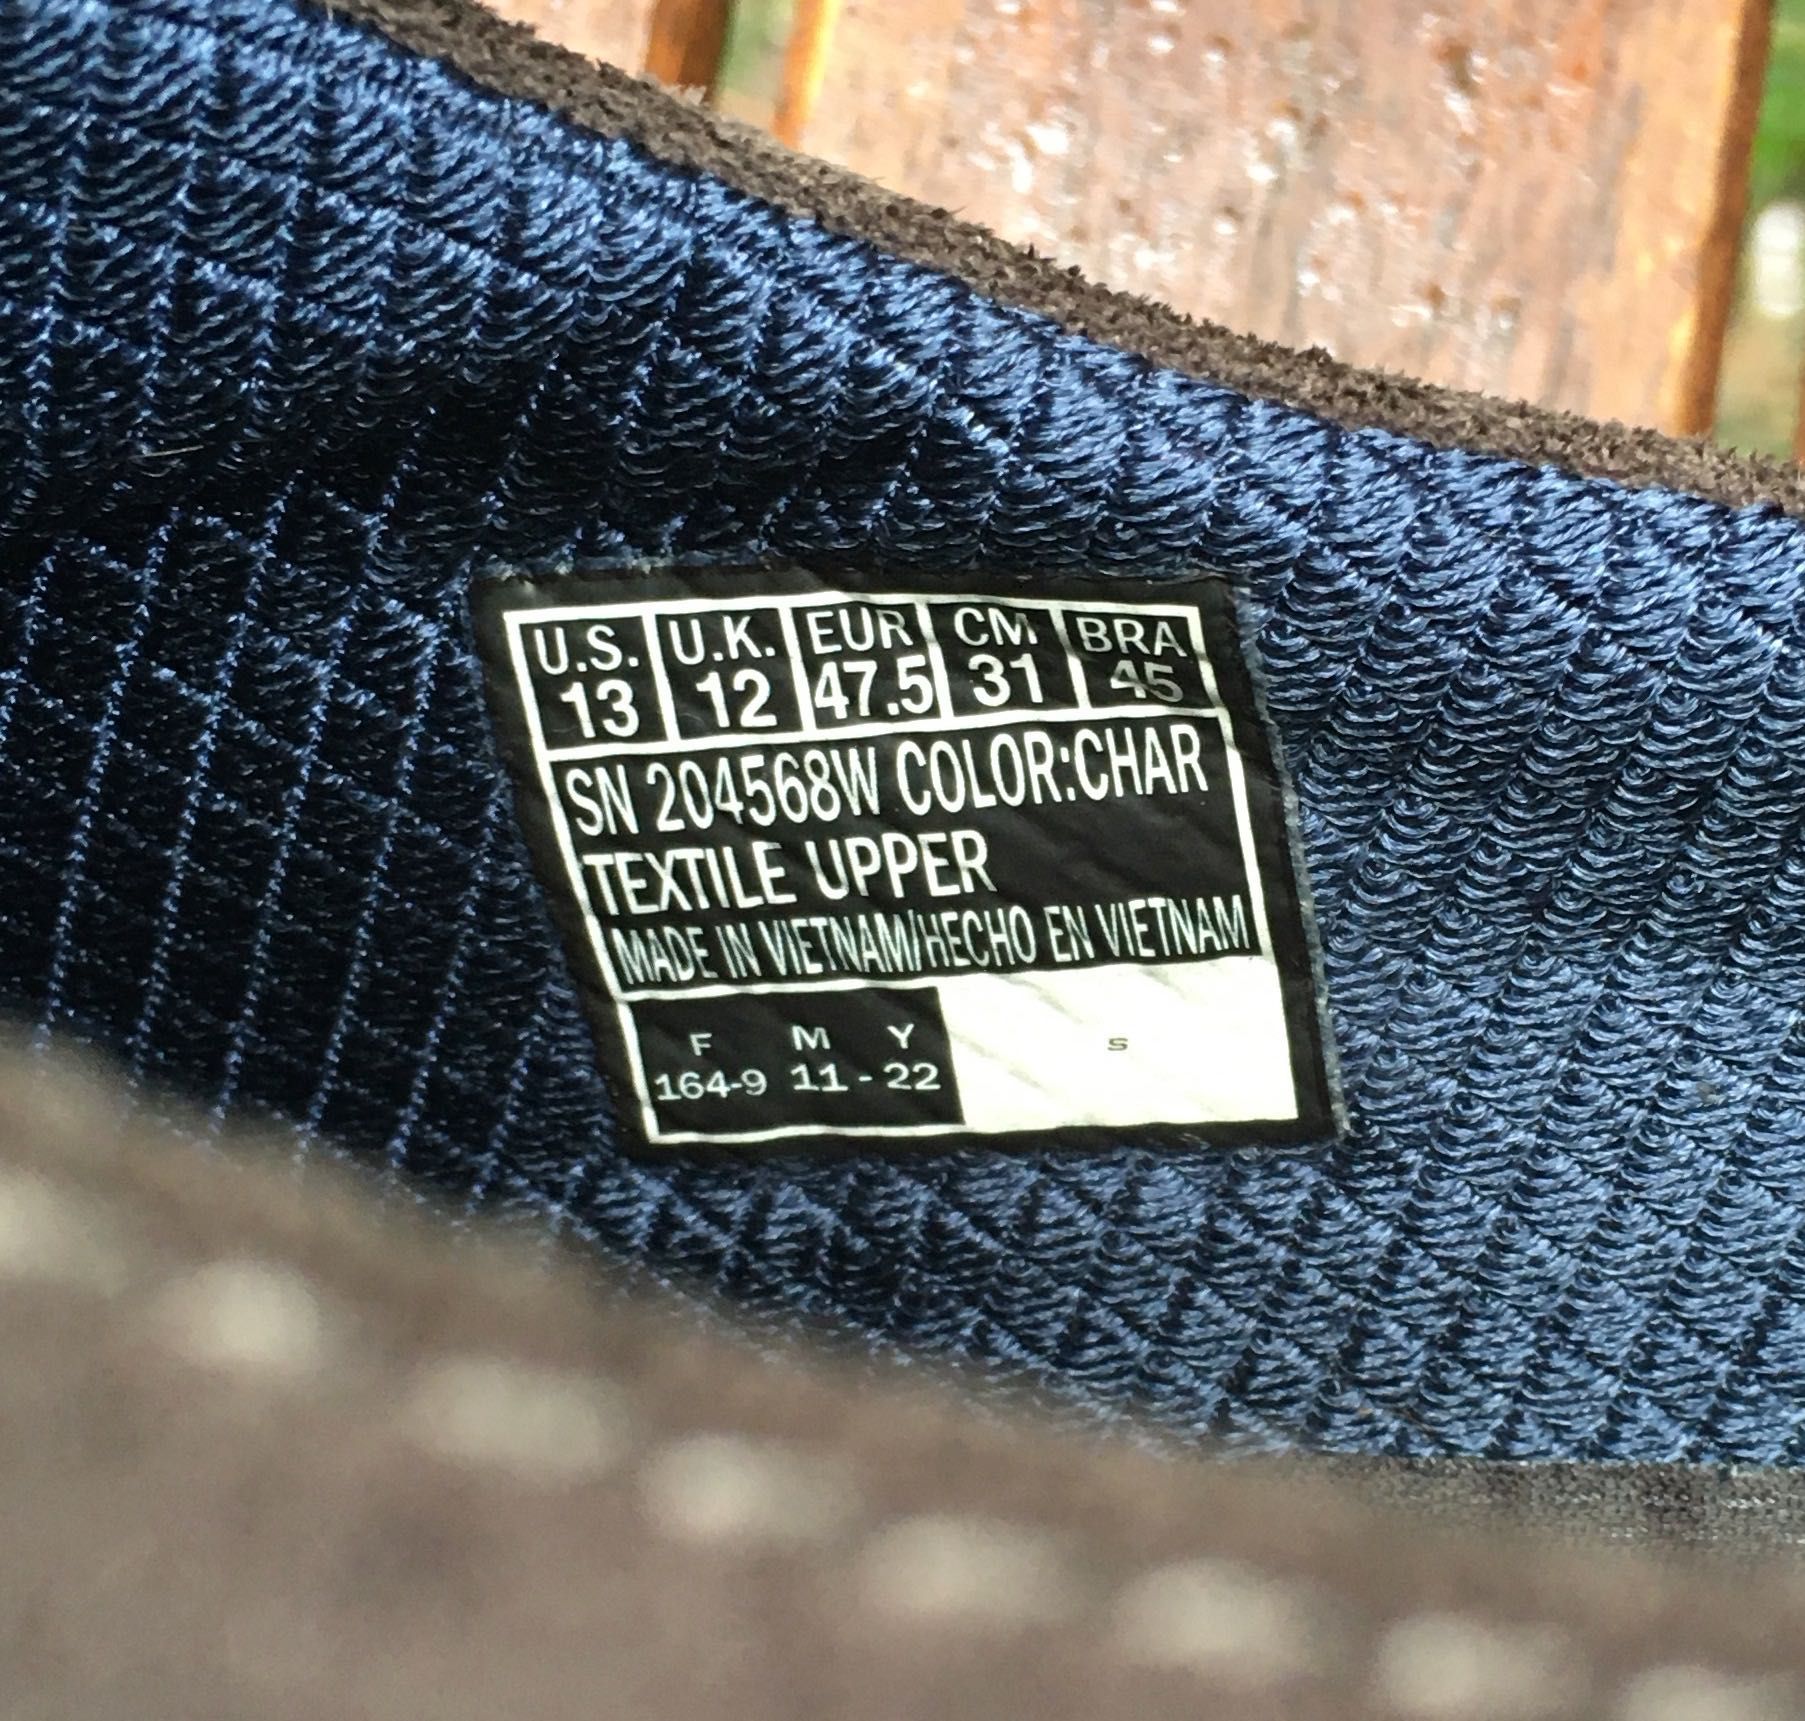 U.S. U.K. EUR CM BRA
13 12 47.5 31 45
SN 204568W COLOR:CHAR
TEXTILE UPPER
MADE IN VIETNAM/HECHO EN VIETNAM
F M Y S
164-9 11 - 22